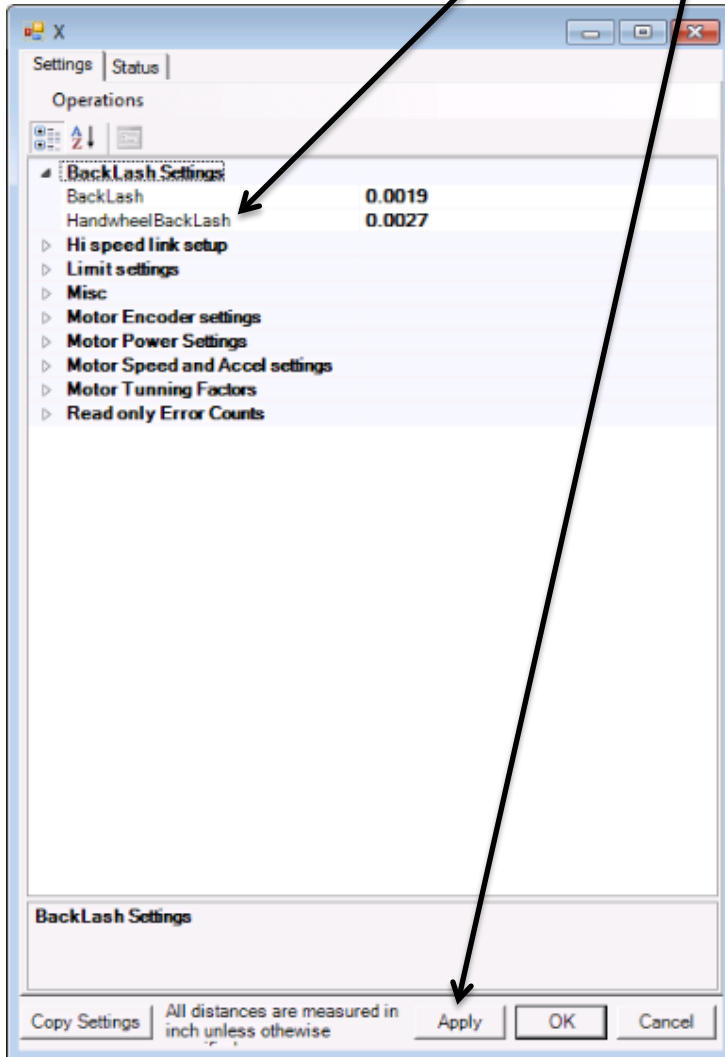 X
Settings Status
Operations
BackLash Settings
BackLash 0.0019
HandwheelBackLash 0.0027
Hi speed link setup
Limit settings
Misc
Motor Encoder settings
Motor Power Settings
Motor Speed and Accel settings
Motor Tunning Factors
Read only Error Counts
BackLash Settings
Copy Settings
All distances are measured in
inch unless othewise
Apply OK Cancel